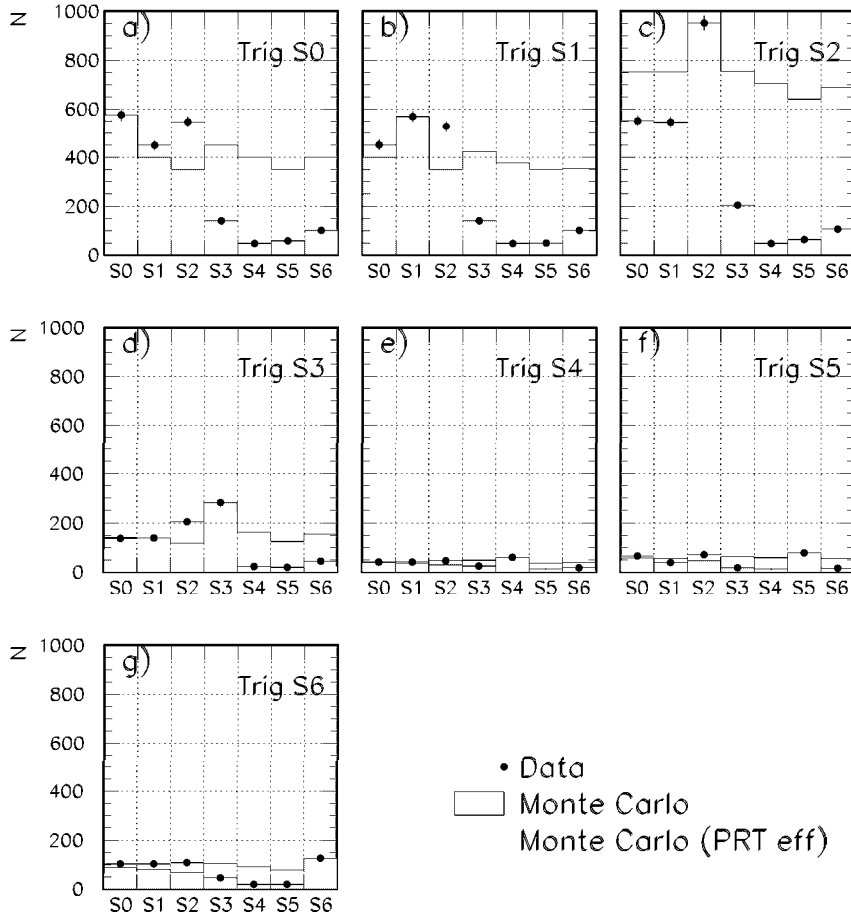 N
1000
800
600
400
200
0
a)
Trig S0
S0 S1 S2 S3 S4 S5 S6
b)
Trig S1
S0 S1 S2 S3 S4 S5 S6
c)
Trig S2
S0 S1 S2 S3 S4 S5 S6
N
1000
800
600
400
200
0
d)
Trig S3
S0 S1 S2 S3 S4 S5 S6
e)
Trig S4
S0 S1 S2 S3 S4 S5 S6
f)
Trig S5
S0 S1 S2 S3 S4 S5 S6
N
1000
800
600
400
200
0
g)
Trig S6
S0 S1 S2 S3 S4 S5 S6
Data
Monte Carlo
Monte Carlo (PRT eff)